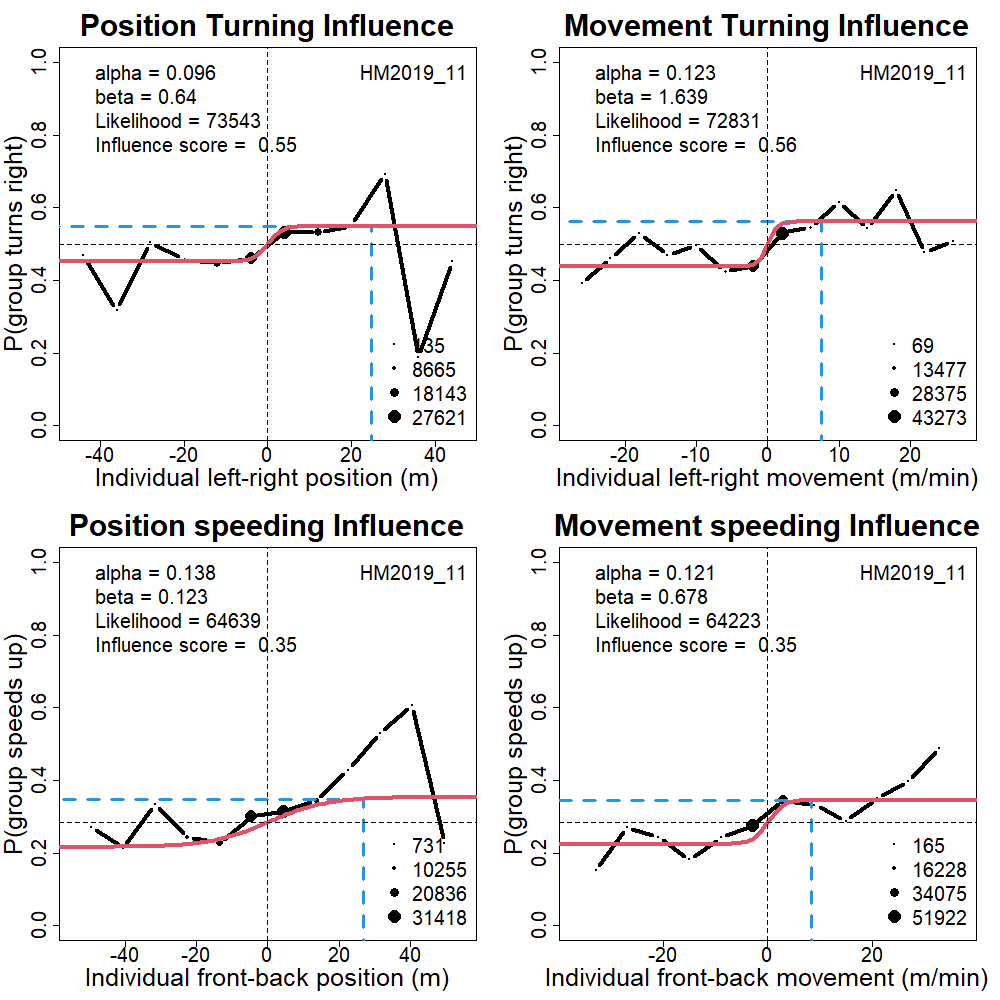 Position Turning Influence
alpha = 0.096
beta = 0.64
Likelihood = 73543
Influence score =  0.55
HM2019_11
P(group turns right)
0.0
0.2
0.4
0.6
0.8
1.0
135
8665
18143
27621
-40
-20
0
20
40
Individual left-right position (m)
Movement Turning Influence
alpha = 0.123
beta = 1.639
Likelihood = 72831
Influence score =  0.56
HM2019_11
P(group turns right)
0.0
0.2
0.4
0.6
0.8
1.0
69
13477
28375
43273
-20
-10
0
10
20
Individual left-right movement (m/min)
Position speeding Influence
alpha = 0.138
beta = 0.123
Likelihood = 64639
Influence score =  0.35
HM2019_11
P(group speeds up)
0.0
0.2
0.4
0.6
0.8
1.0
731
10255
20836
31418
-40
-20
0
20
40
Individual front-back position (m)
Movement speeding Influence
alpha = 0.121
beta = 0.678
Likelihood = 64223
Influence score =  0.35
HM2019_11
P(group speeds up)
0.0
0.2
0.4
0.6
0.8
1.0
165
16228
34075
51922
-20
0
20
Individual front-back movement (m/min)